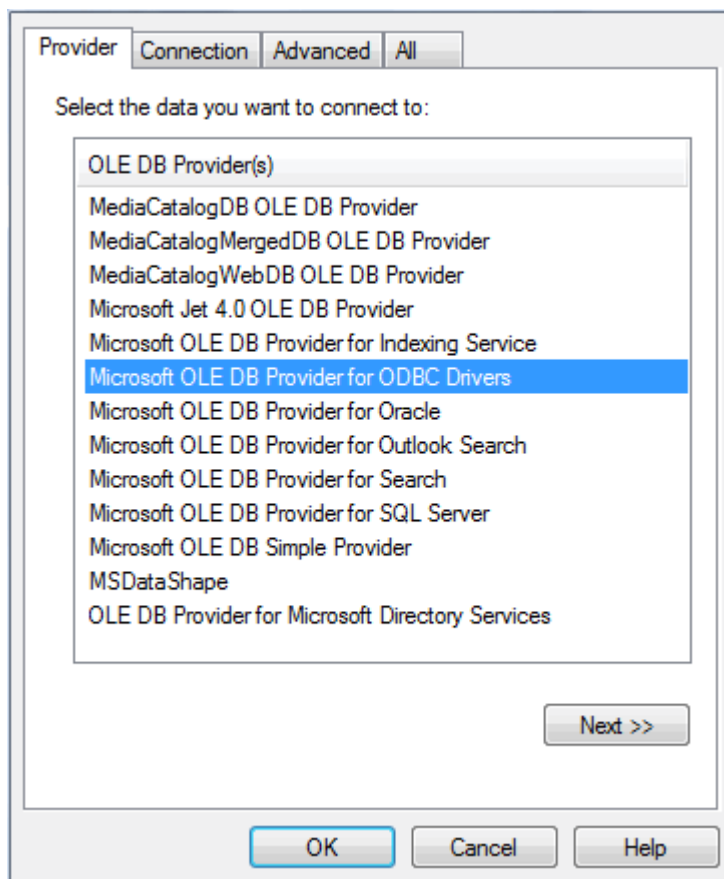 Provider Connection Advanced All
Select the data you want to connect to:
OLE DB Provider(s)
MediaCatalogDB OLE DB Provider
MediaCatalogMergedDB OLE DB Provider
MediaCatalogWebDB OLE DB Provider
Microsoft Jet 4.0 OLE DB Provider
Microsoft OLE DB Provider for Indexing Service
Microsoft OLE DB Provider for ODBC Drivers
Microsoft OLE DB Provider for Oracle
Microsoft OLE DB Provider for Outlook Search
Microsoft OLE DB Provider for Search
Microsoft OLE DB Provider for SQL Server
Microsoft OLE DB Simple Provider
MSDataShape
OLE DB Provider for Microsoft Directory Services
Next >>
OK Cancel Help